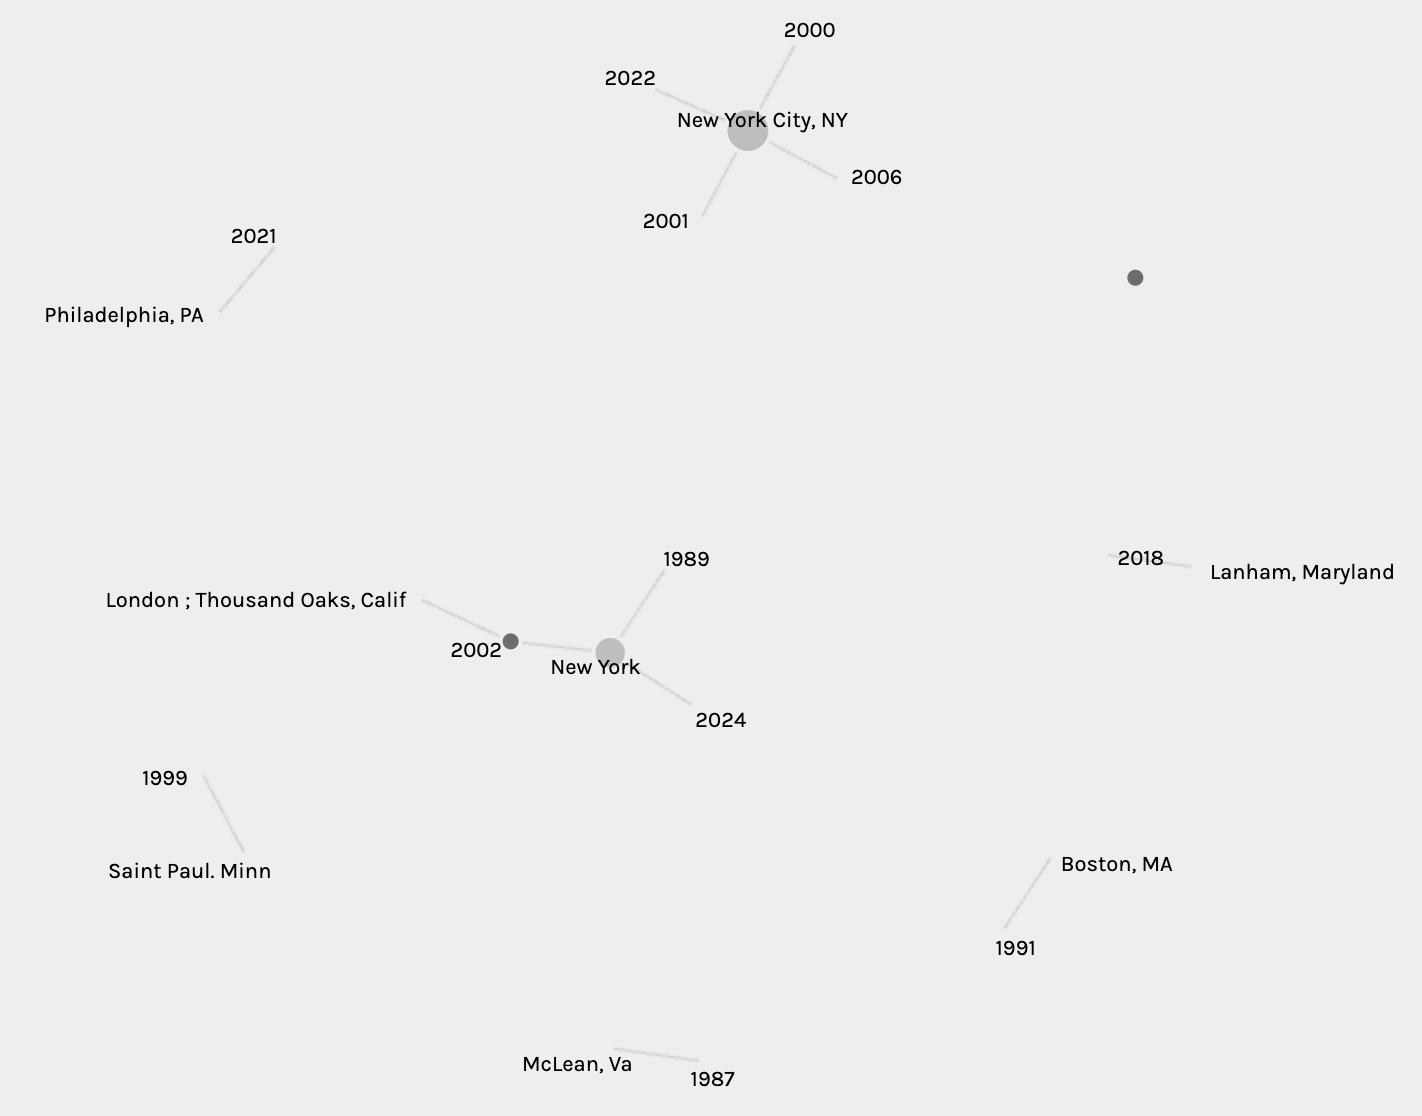 2000
2022
New York City, NY
2006
2001
2021
Philadelphia, PA
1989
2018
Lanham, Maryland
London ; Thousand Oaks, Calif
2002
New York
2024
1999
Saint Paul. Minn
Boston, MA
1991
McLean, Va
1987